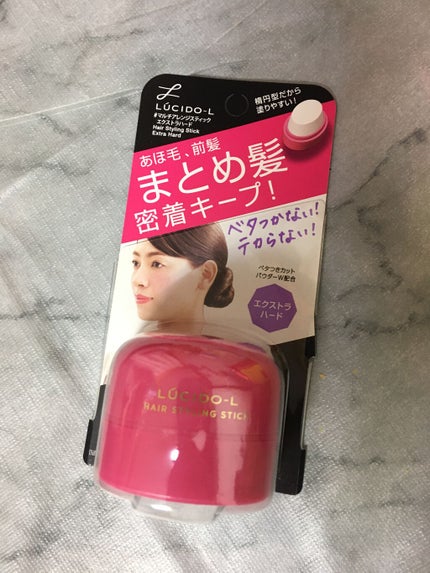 LÚCIDO-L
#マルチアレンジスティック
エクストラハード
Hair Styling Stick
Extra Hard
楕円型だから
塗りやすい!
あほ毛、前髪
まとめ髪
密着キープ!
ベタつかない!
テカらない!
ベタつきカット
パウダーW配合
エクストラ
ハード
LÚCIDO-L
HAIR STYLING STICK